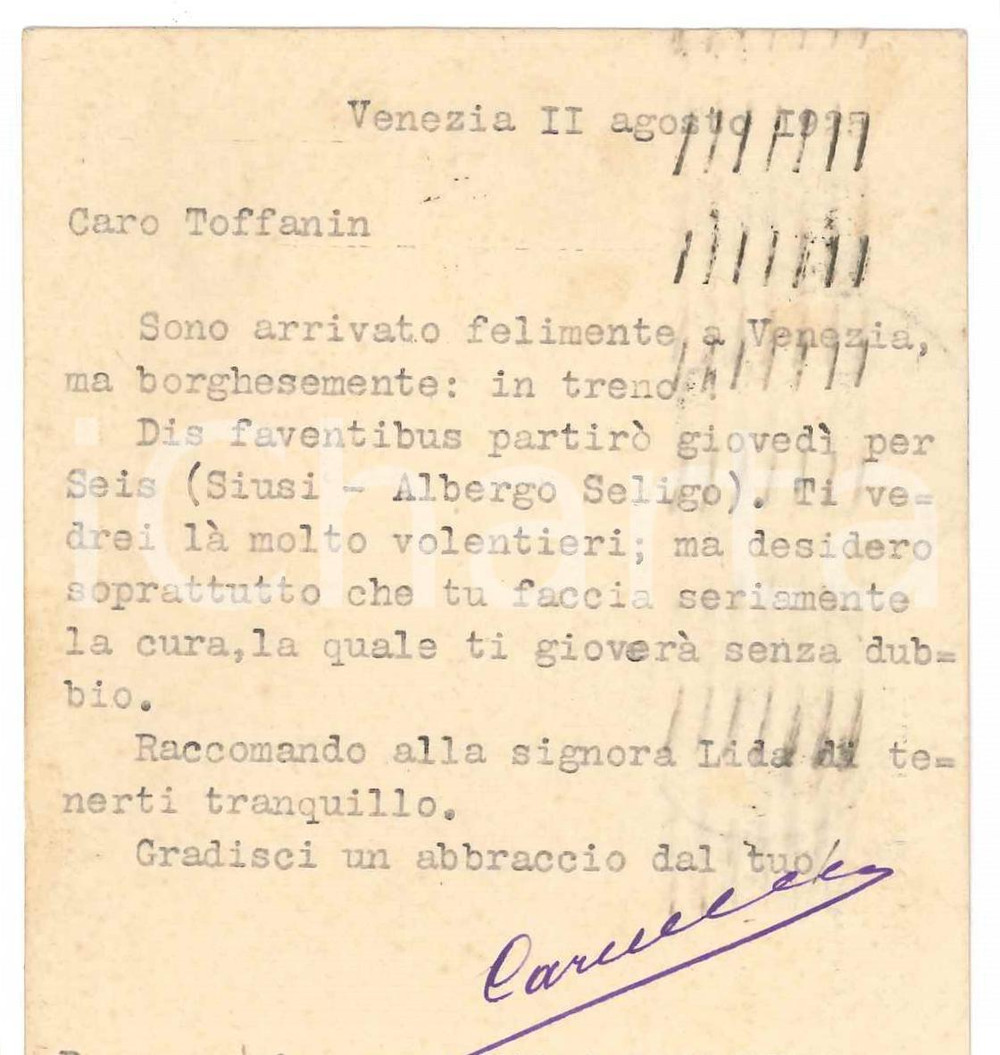 Venezia II agosto I935
Caro Toffanin
Sono arrivato felimente a Venezia,
ma borghesemente: in treno.!
Dis faventibus partirò giovedì per
Seis (Siusi - Albergo Seligo). Ti ve=
drei là molto volentieri; ma desidero
soprattutto che tu faccia seriamente
la cura,la quale ti gioverà senza dub=
bio.
Raccomando alla signora Lida di te=
nerti tranquillo.
Gradisci un abbraccio dal tuo
iCharta